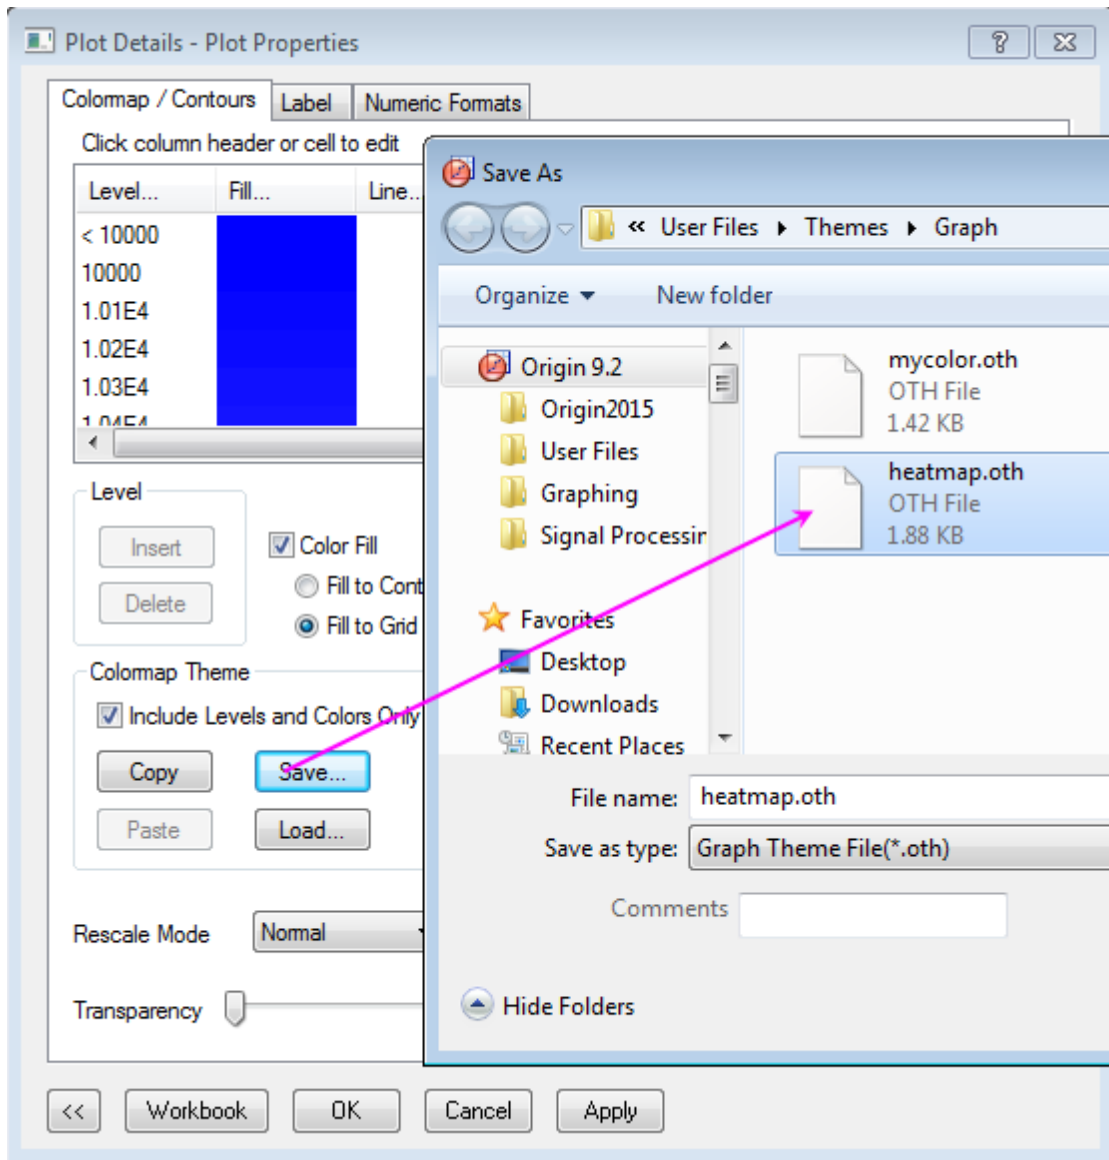 Plot Details - Plot Properties
Colormap / Contours Label Numeric Formats
Click column header or cell to edit
Level... Fill... Line...
< 10000
10000
1.01E4
1.02E4
1.03E4
1.04E4
Level
Insert
Delete
Color Fill
Fill to Cont
Fill to Grid
Colormap Theme
Include Levels and Colors Only
Copy Save...
Paste Load...
Rescale Mode Normal
Transparency
<< Workbook OK Cancel Apply
Save As
« User Files Themes Graph
Organize New folder
Origin 9.2
Origin2015
User Files
Graphing
Signal Processin
Favorites
Desktop
Downloads
Recent Places
mycolor.oth
OTH File
1.42 KB
heatmap.oth
OTH File
1.88 KB
File name: heatmap.oth
Save as type: Graph Theme File(*.oth)
Comments
Hide Folders